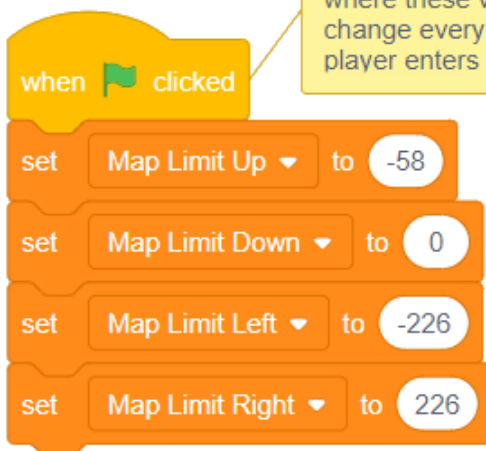 where these
change every
player enters
when clicked
set Map Limit Up to -58
set Map Limit Down to 0
set Map Limit Left to -226
set Map Limit Right to 226